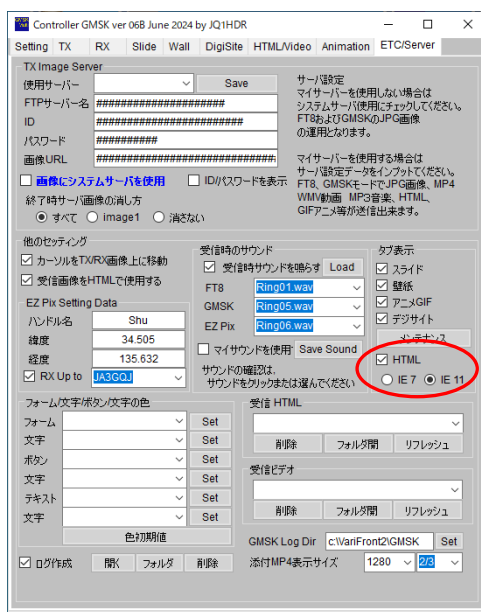 Controller GMSK ver 06B June 2024 by JQ1HDR
Setting TX RX Slide Wall DigiSite HTML/Video Animation ETC/Server
TX Image Server
使用サーバー Save
FTPサーバー名 ######################
ID #########################
パスワード ##########
画像URL #############################
画像にシステムサーバを使用 ID/パスワードを表示
終了時サーバ画像の消し方
すべて image1 消さない
サーバ設定
マイサーバーを使用しない場合は
システムサーバ使用にチェックしてください。
FT8およびGMSKのJPG画像
の運用となります。
マイサーバーを使用する場合は
サーバ設定データをインプットてください。
FT8、GMSKモードでJPG画像、MP4
WMV動画 MP3音楽、HTML、
GIFアニメ等が送信出来ます。
他のセッティング
カーソルをTX/RX画像上に移動
受信画像をHTMLで使用する
EZ Pix Setting Data
ハンドル名 Shu
緯度 34.505
経度 135.632
RX Up to JA3GQJ
受信時のサウンド
受信時サウンドを鳴らす Load
FT8 Ring01.wav
GMSK Ring05.wav
EZ Pix Ring06.wav
マイサウンドを使用 Save Sound
サウンドの確認は、
サウンドをクリックまたは選んでください
タブ表示
スライド
壁紙
アニメGIF
デジサイト
メンテナンス
HTML
IE 7 IE 11
フォーム/文字/ボタン/文字の色
フォーム Set
文字 Set
ボタン Set
文字 Set
テキスト Set
文字 Set
色初期値
ログ作成 開く フォルダ 削除
受信 HTML
削除 フォルダ開 リフレッシュ
受信ビデオ
削除 フォルダ開 リフレッシュ
GMSK Log Dir c:\VariFront2\GMSK Set
添付MP4表示サイズ 1280 2/3